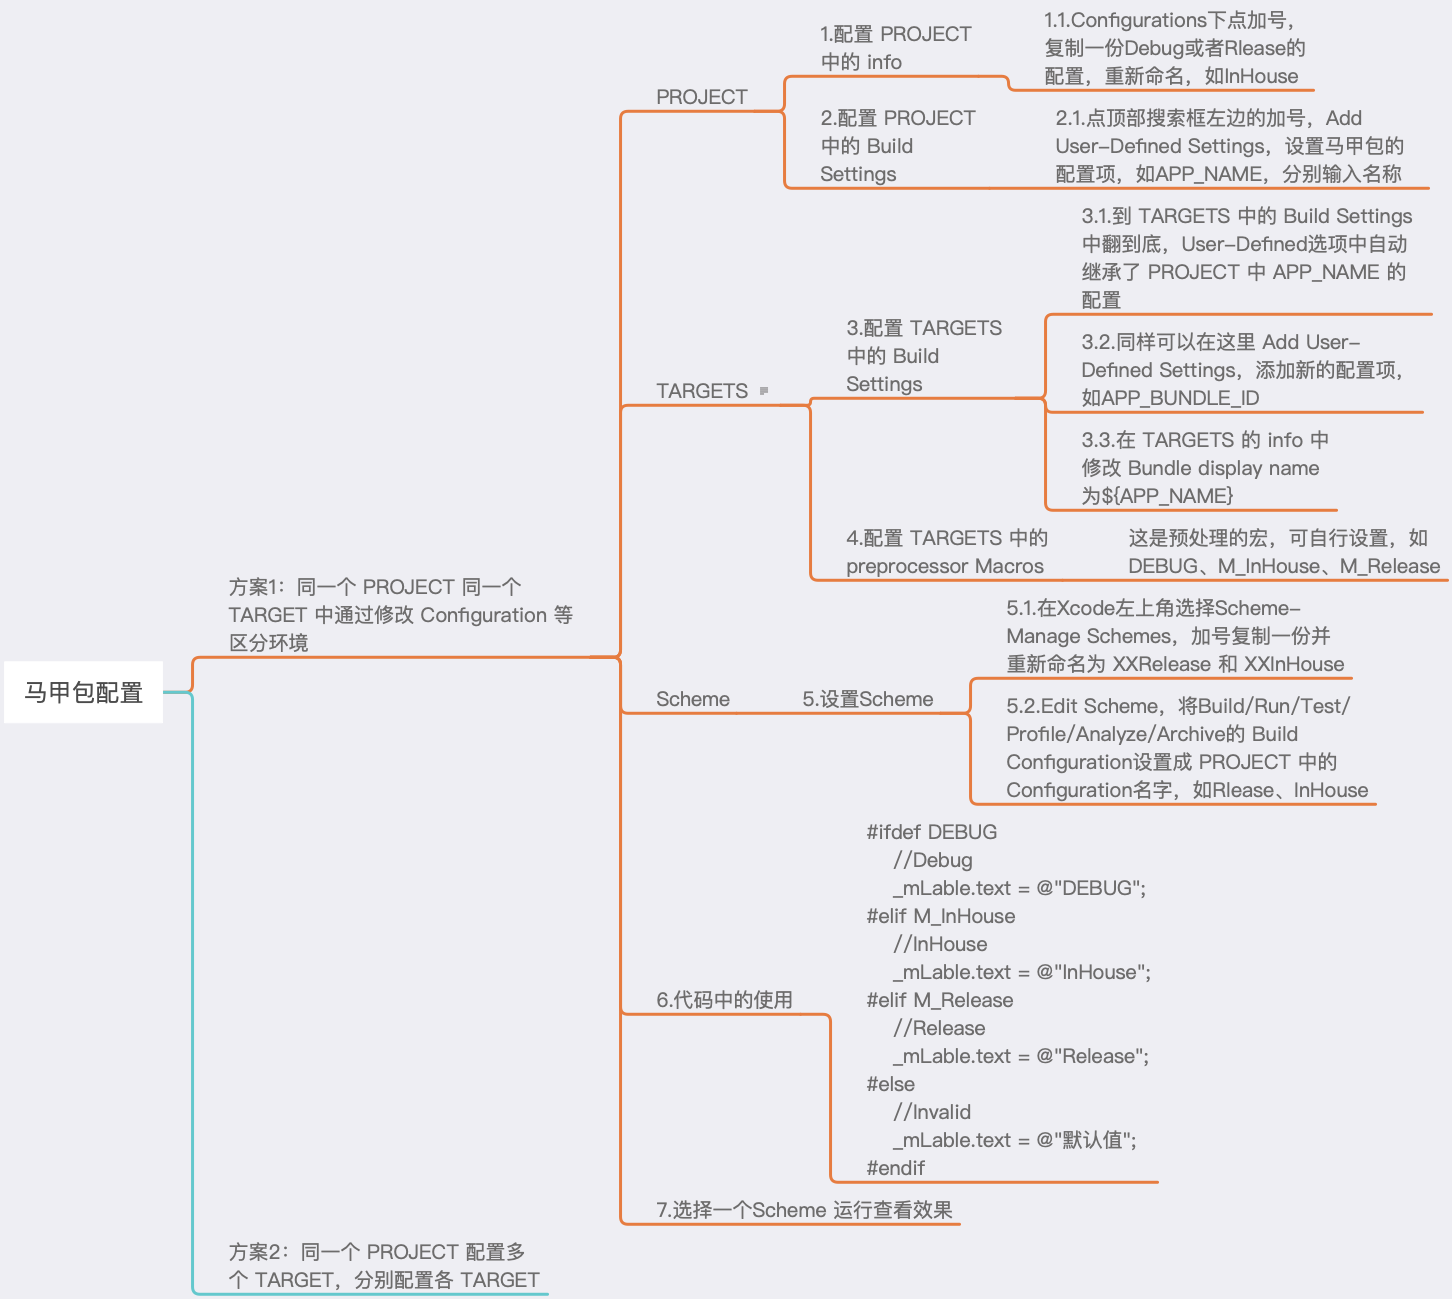 马甲包配置
方案1：同一个 PROJECT 同一个
TARGET 中通过修改 Configuration 等
区分环境
PROJECT
1.配置 PROJECT
中的 info
1.1.Configurations下点加号，
复制一份Debug或者Rlease的
配置，重新命名，如InHouse
2.配置 PROJECT
中的 Build
Settings
2.1.点顶部搜索框左边的加号，Add
User-Defined Settings，设置马甲包的
配置项，如APP_NAME，分别输入名称
TARGETS
3.配置 TARGETS
中的 Build
Settings
3.1.到 TARGETS 中的 Build Settings
中翻到底，User-Defined选项中自动
继承了 PROJECT 中 APP_NAME 的
配置
3.2.同样可以在这里 Add User-
Defined Settings，添加新的配置项，
如APP_BUNDLE_ID
3.3.在 TARGETS 的 info 中
修改 Bundle display name
为${APP_NAME}
4.配置 TARGETS 中的
preprocessor Macros
这是预处理的宏，可自行设置，如
DEBUG、M_InHouse、M_Release
Scheme
5.设置Scheme
5.1.在Xcode左上角选择Scheme-
Manage Schemes，加号复制一份并
重新命名为 XXRelease 和 XXInHouse
5.2.Edit Scheme，将Build/Run/Test/
Profile/Analyze/Archive的 Build
Configuration设置成 PROJECT 中的
Configuration名字，如Rlease、InHouse
6.代码中的使用
#ifdef DEBUG
//Debug
_mLable.text = @"DEBUG";
#elif M_InHouse
//InHouse
_mLable.text = @"InHouse";
#elif M_Release
//Release
_mLable.text = @"Release";
#else
//Invalid
_mLable.text = @"默认值";
#endif
7.选择一个Scheme 运行查看效果
方案2：同一个 PROJECT 配置多
个 TARGET，分别配置各 TARGET